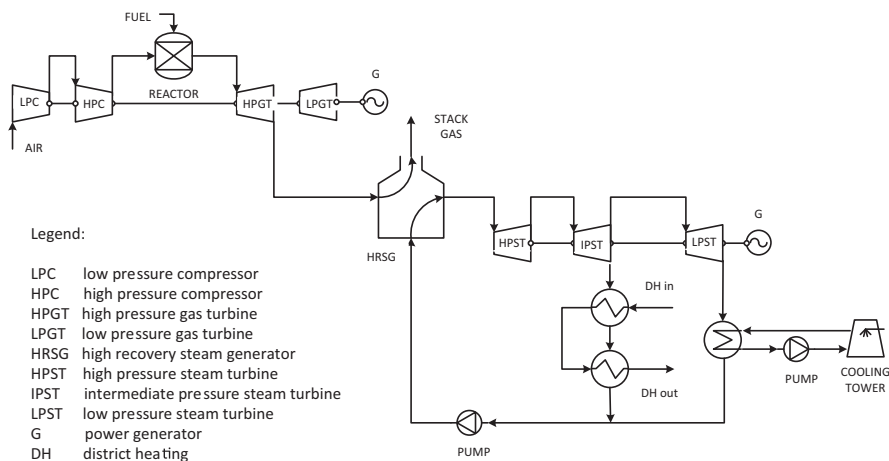 FUEL
G
LPC
HPC
REACTOR
HPGT
LPGT
AIR
STACK
GAS
HRSG
G
HPST
IPST
LPST
DH in
DH out
PUMP
COOLING
TOWER
PUMP
Legend:
LPC low pressure compressor
HPC high pressure compressor
HPGT high pressure gas turbine
LPGT low pressure gas turbine
HRSG high recovery steam generator
HPST high pressure steam turbine
IPST intermediate pressure steam turbine
LPST low pressure steam turbine
G power generator
DH district heating